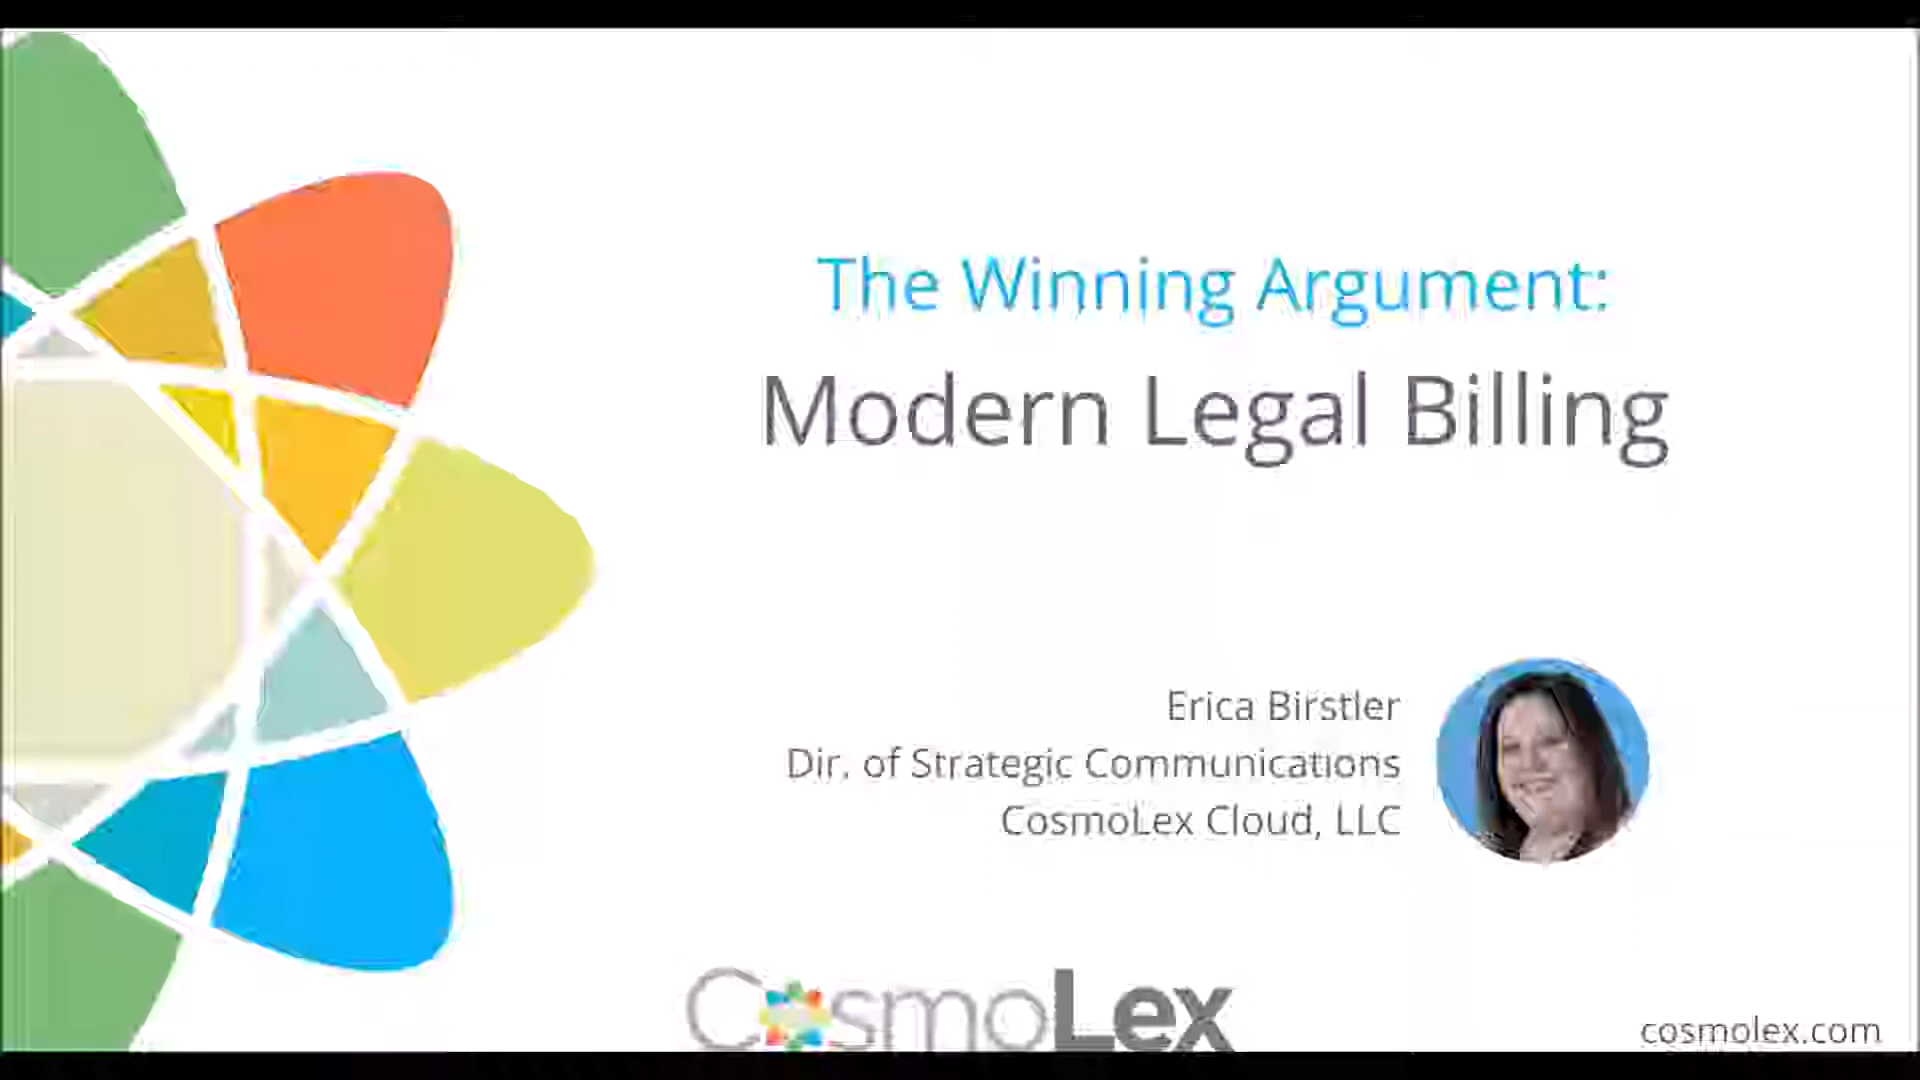 The Winning Argument:
Modern Legal Billing
Erica Birstler
Dir. of Strategic Communications
CosmoLex Cloud, LLC
CosmoLex
cosmolex.com